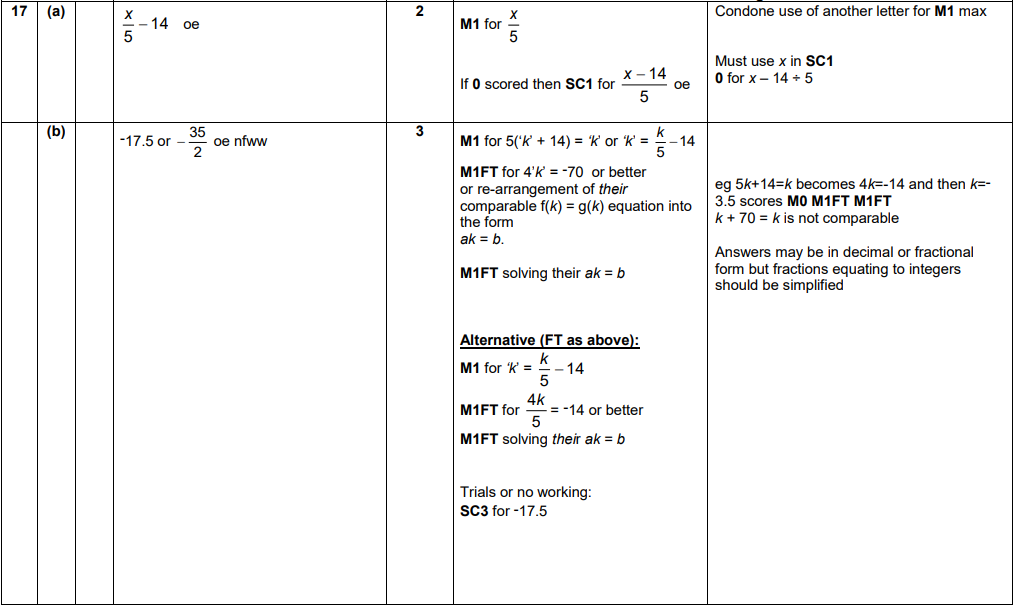 17 (a) x/5 – 14 oe 2 M1 for x/5 Condone use of another letter for M1 max
Must use x in SC1
If 0 scored then SC1 for (x – 14)/5 oe 0 for x – 14 ÷ 5
(b) -17.5 or – 35/2 oe nfww 3 M1 for 5(‘k’ + 14) = ‘k’ or ‘k’ = k/5 – 14
M1FT for 4’k’ = -70 or better
or re-arrangement of their
comparable f(k) = g(k) equation into
the form
ak = b.
M1FT solving their ak = b
eg 5k+14=k becomes 4k=-14 and then k=-
3.5 scores M0 M1FT M1FT
k + 70 = k is not comparable
Answers may be in decimal or fractional
form but fractions equating to integers
should be simplified
Alternative (FT as above):
M1 for ‘k’ = k/5 – 14
M1FT for 4k/5 = -14 or better
M1FT solving their ak = b
Trials or no working:
SC3 for -17.5